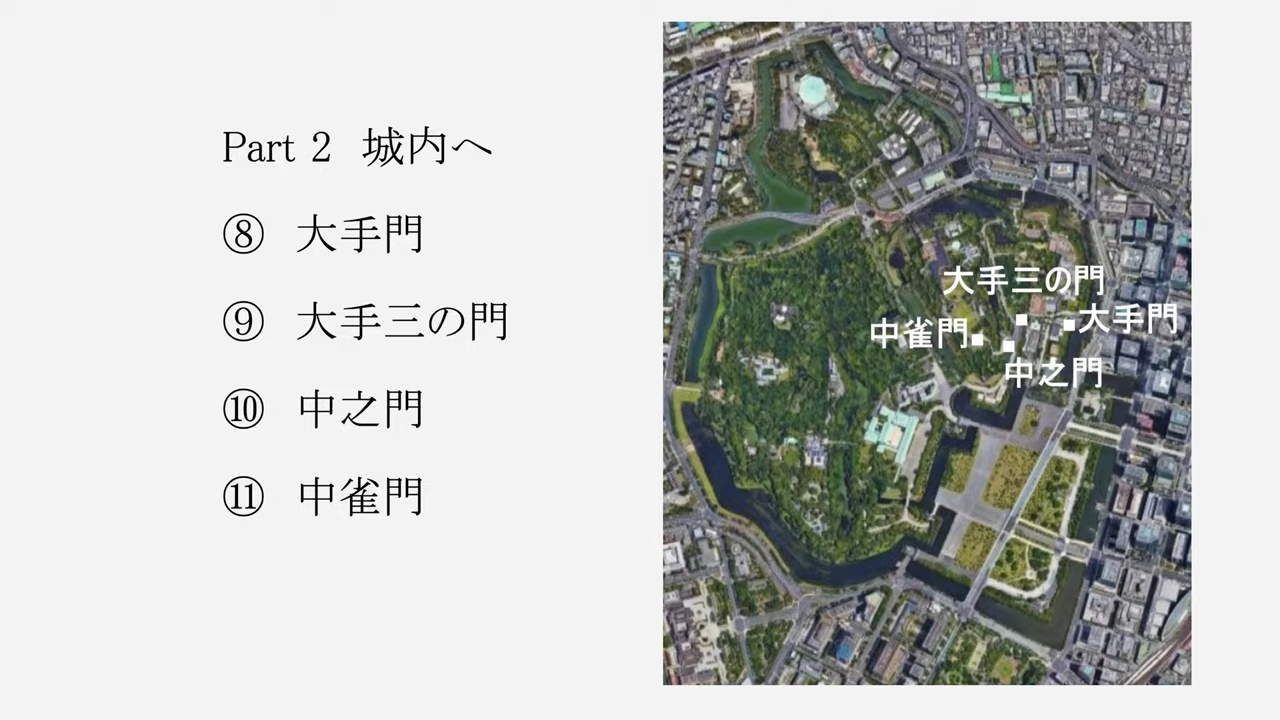 Part 2 城内へ
⑧ 大手門
⑨ 大手三の門
⑩ 中之門
⑪ 中雀門
大手三の門
大手門
中雀門
中之門